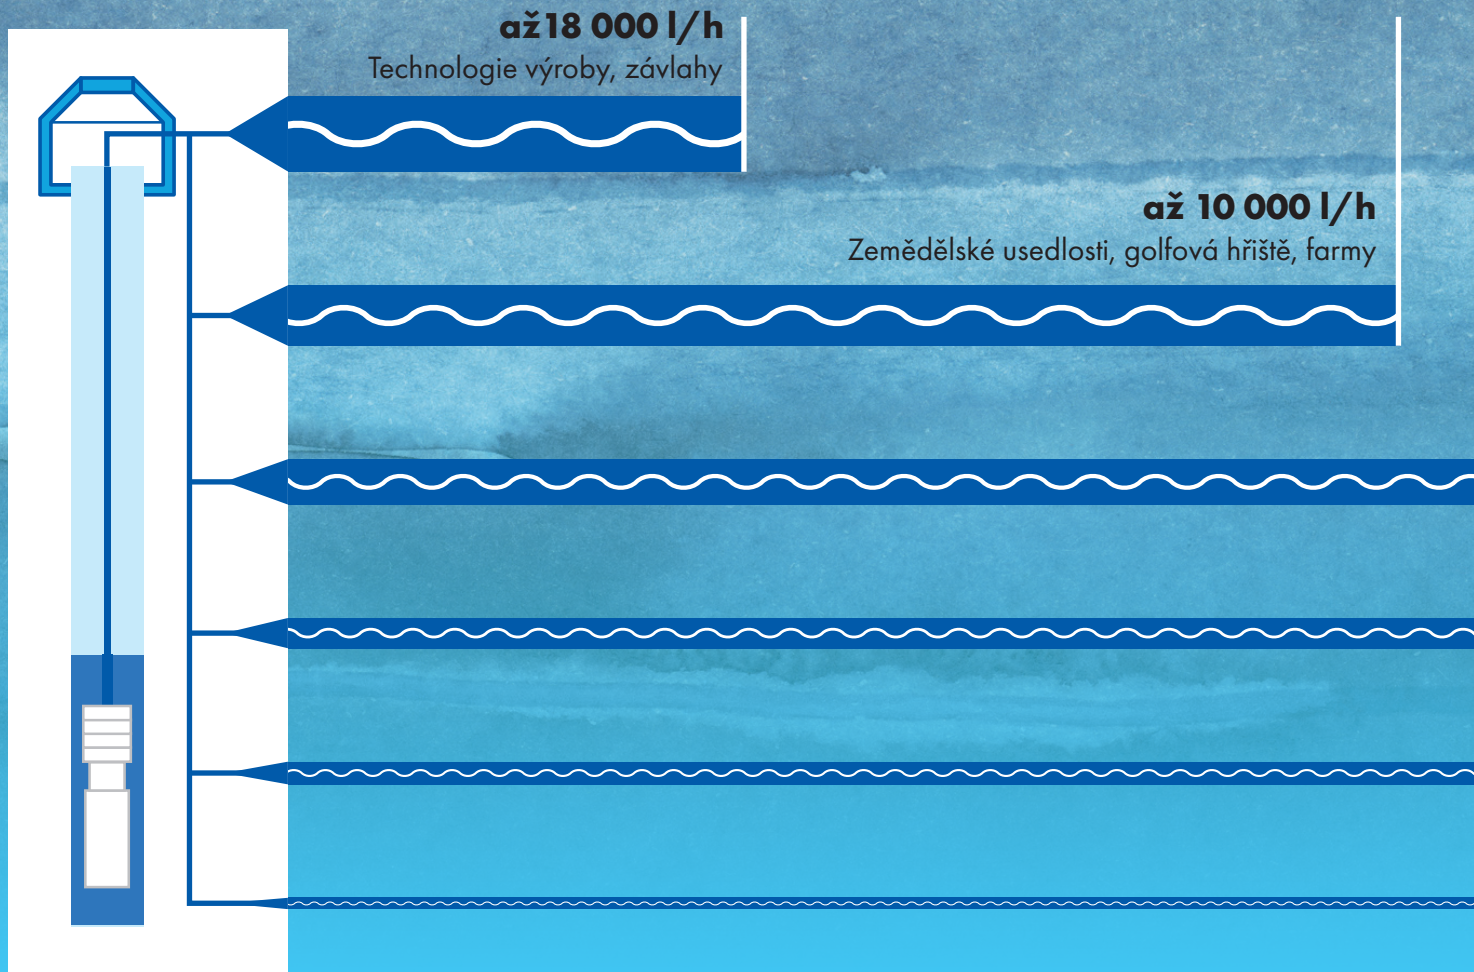 až18 000 l/h
Technologie výroby, závlahy
až 10 000 l/h
Zemědělské usedlosti, golfová hřiště, farmy